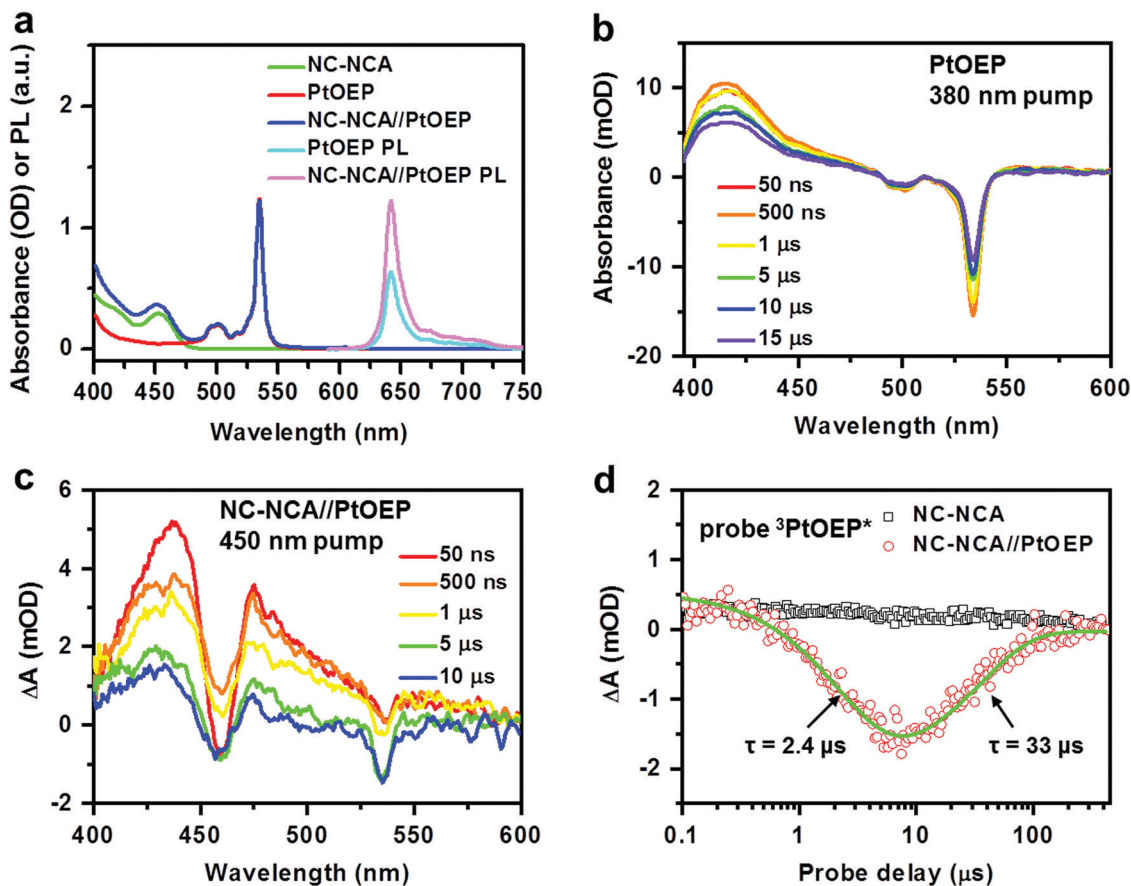 a
Absorbance (OD) or PL (a.u.)
2
1
0
NC-NCA
PtOEP
NC-NCA//PtOEP
PtOEP PL
NC-NCA//PtOEP PL
400 450 500 550 600 650 700 750
Wavelength (nm)
b
Absorbance (mOD)
10
0
-10
-20
PtOEP
380 nm pump
50 ns
500 ns
1 μs
5 μs
10 μs
15 μs
400 450 500 550 600
Wavelength (nm)
c
ΔA (mOD)
6
4
2
0
-2
NC-NCA//PtOEP
450 nm pump
50 ns
500 ns
1 μs
5 μs
10 μs
400 450 500 550 600
Wavelength (nm)
d
ΔA (mOD)
2
1
0
-1
-2
probe ³PtOEP*
NC-NCA
NC-NCA//PtOEP
τ = 2.4 μs
τ = 33 μs
0.1 1 10 100
Probe delay (μs)